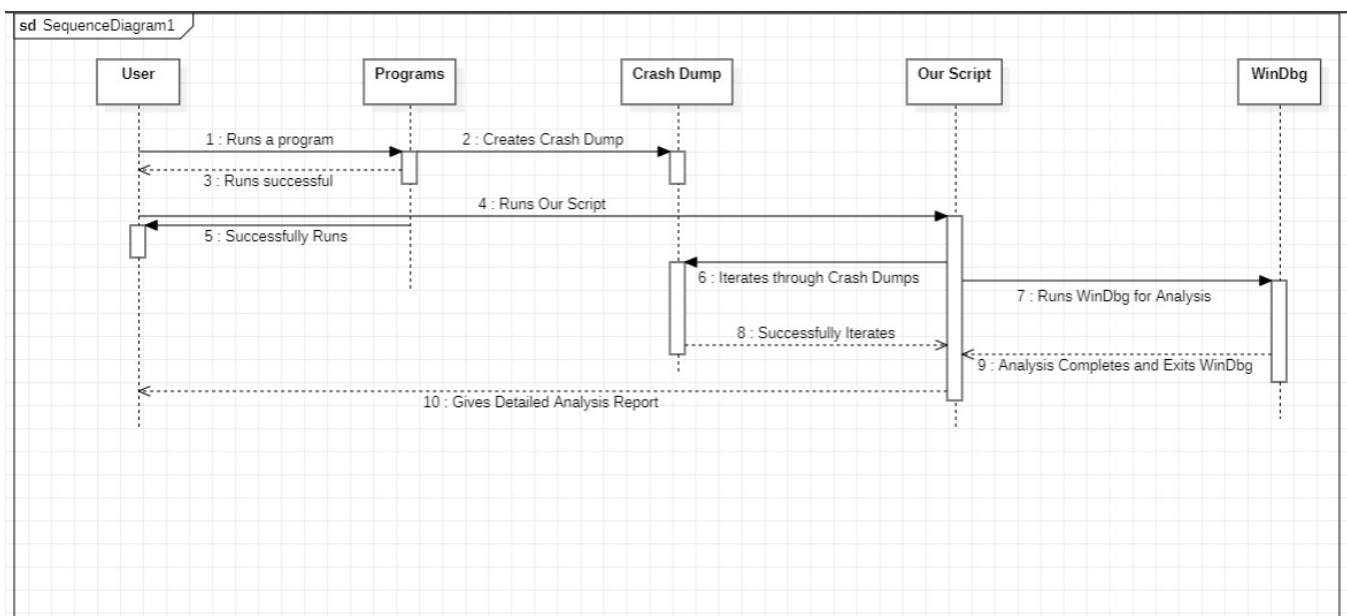 sd SequenceDiagram1
User
Programs
Crash Dump
Our Script
WinDbg
1 : Runs a program
2 : Creates Crash Dump
3 : Runs successful
4 : Runs Our Script
5 : Successfully Runs
6 : Iterates through Crash Dumps
7 : Runs WinDbg for Analysis
8 : Successfully Iterates
9 : Analysis Completes and Exits WinDbg
10 : Gives Detailed Analysis Report